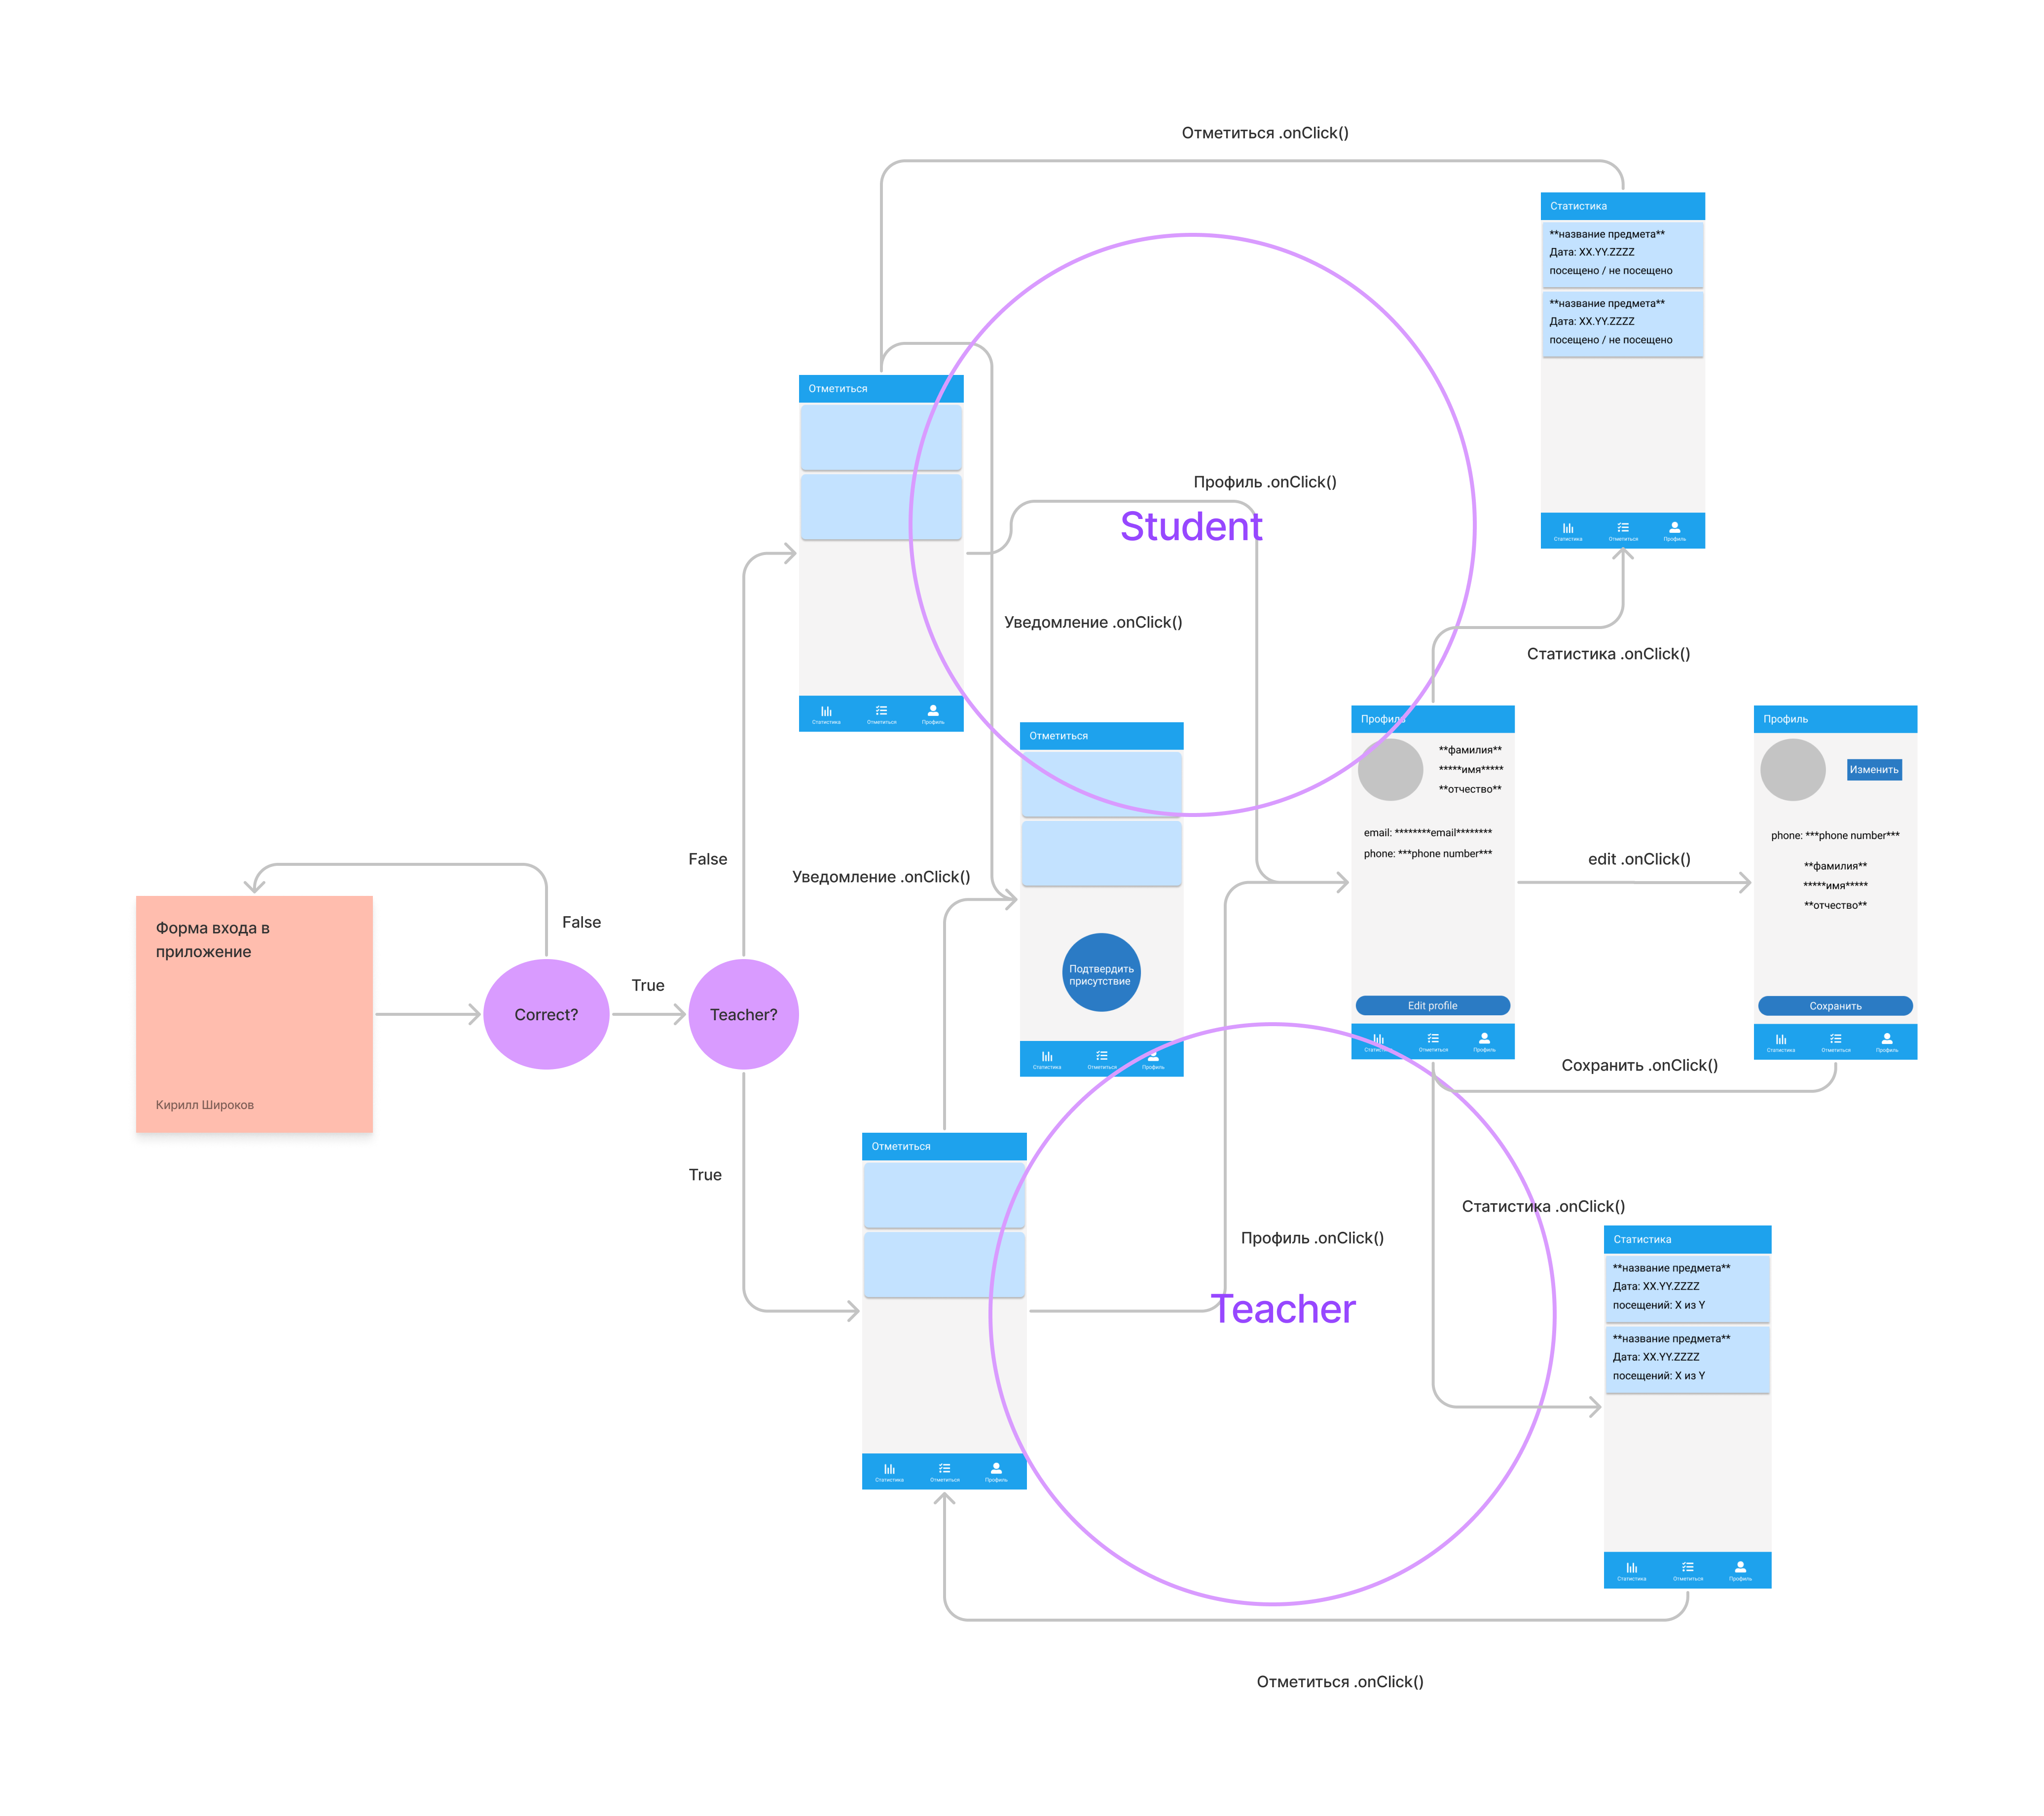 Отметиться .onClick()
Статистика
**название предмета**
Дата: XX.YY.ZZZZ
посещено / не посещено
**название предмета**
Дата: XX.YY.ZZZZ
посещено / не посещено
Статистика
Отметиться
Профиль
Отметиться
Статистика
Отметиться
Профиль
Профиль .onClick()
Student
Уведомление .onClick()
Статистика .onClick()
Отметиться
Подтвердить
присутствие
Статистика
Отметиться
Профиль
Профиль
**фамилия**
*****имя*****
**отчество**
email: ********email********
phone: ***phone number***
Edit profile
Статистика
Отметиться
Профиль
edit .onClick()
Профиль
Изменить
phone: ***phone number***
**фамилия**
*****имя*****
**отчество**
Сохранить
Статистика
Отметиться
Профиль
Сохранить .onClick()
False
Уведомление .onClick()
Форма входа в
приложение
Кирилл Широков
False
Correct?
True
Teacher?
True
Отметиться
Статистика
Отметиться
Профиль
Статистика .onClick()
Профиль .onClick()
Teacher
Статистика
**название предмета**
Дата: XX.YY.ZZZZ
посещений: X из Y
**название предмета**
Дата: XX.YY.ZZZZ
посещений: X из Y
Статистика
Отметиться
Профиль
Отметиться .onClick()